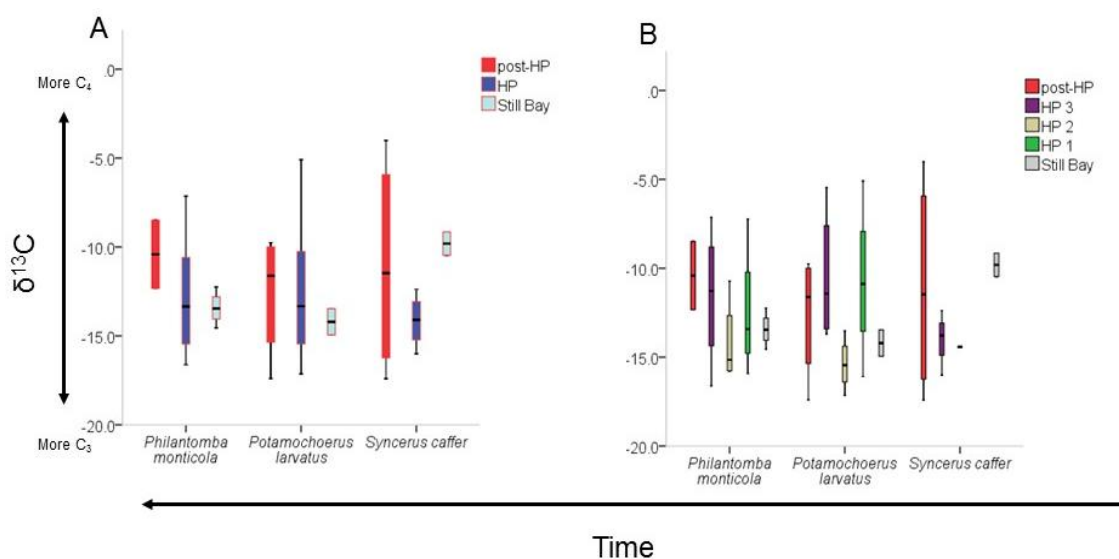 A
More C₄
0
-5.0
-10.0
-15.0
-20.0
δ¹³C
More C₃
post-HP
HP
Still Bay
Philantomba
monticola
Potamochoerus
larvatus
Syncerus caffer
B
0
-5.0
-10.0
-15.0
-20.0
post-HP
HP 3
HP 2
HP 1
Still Bay
Philantomba
monticola
Potamochoerus
larvatus
Syncerus caffer
Time